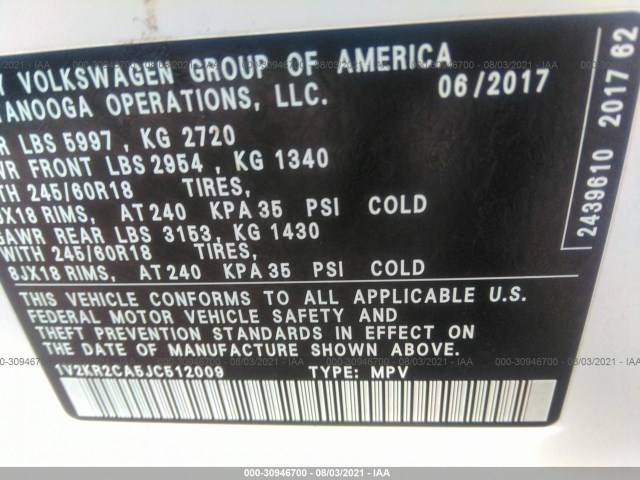 Y VOLKSWAGEN GROUP OF AMERICA
TANOOGA OPERATIONS, LLC.
06/2017
R LBS 5997, KG 2720
WR FRONT LBS 2954, KG 1340
TH 245/60R18 TIRES,
JX18 RIMS, AT 240 KPA 35 PSI COLD
GAWR REAR LBS 3153, KG 1430
WITH 245/60R18 TIRES,
8JX18 RIMS, AT 240 KPA 35 PSI COLD
THIS VEHICLE CONFORMS TO ALL APPLICABLE U.S.
FEDERAL MOTOR VEHICLE SAFETY AND
THEFT PREVENTION STANDARDS IN EFFECT ON
THE DATE OF MANUFACTURE SHOWN ABOVE.
1V2KR2CA5JC512009 TYPE: MPV
2439610 2017 62
000-30946700 - 08/03/2021 - IAA